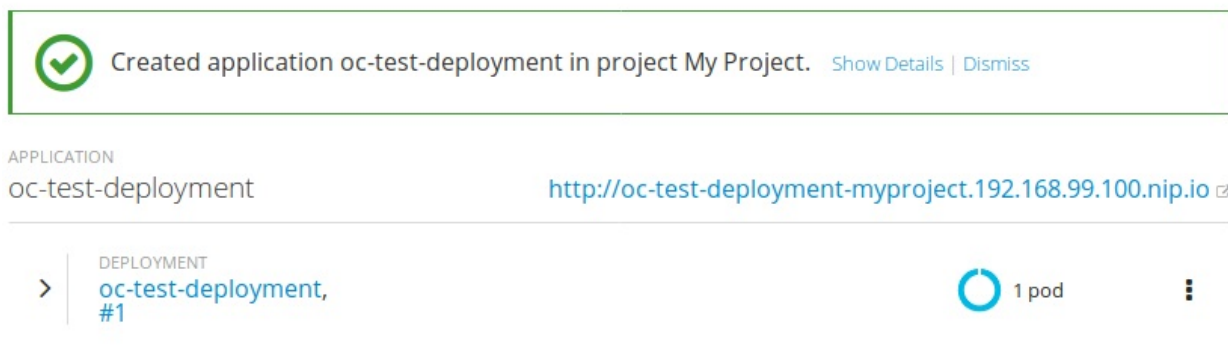 Created application oc-test-deployment in project My Project. Show Details | Dismiss
APPLICATION
oc-test-deployment http://oc-test-deployment-myproject.192.168.99.100.nip.io
DEPLOYMENT
oc-test-deployment,
#1
1 pod